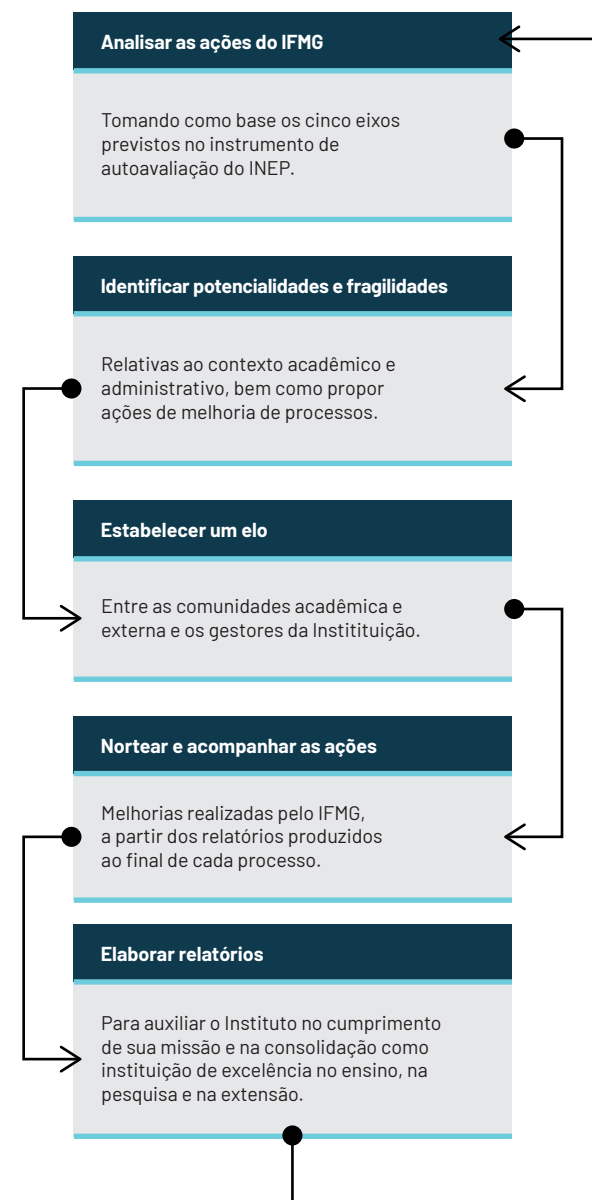 Analisar as ações do IFMG
Tomando como base os cinco eixos
previstos no instrumento de
autoavaliação do INEP.
Identificar potencialidades e fragilidades
Relativas ao contexto acadêmico e
administrativo, bem como propor
ações de melhoria de processos.
Estabelecer um elo
Entre as comunidades acadêmica e
externa e os gestores da Instítituição.
Nortear e acompanhar as ações
Melhorias realizadas pelo IFMG,
a partir dos relatórios produzidos
ao final de cada processo.
Elaborar relatórios
Para auxiliar o Instituto no cumprimento
de sua missão e na consolidação como
instituição de excelência no ensino, na
pesquisa e na extensão.